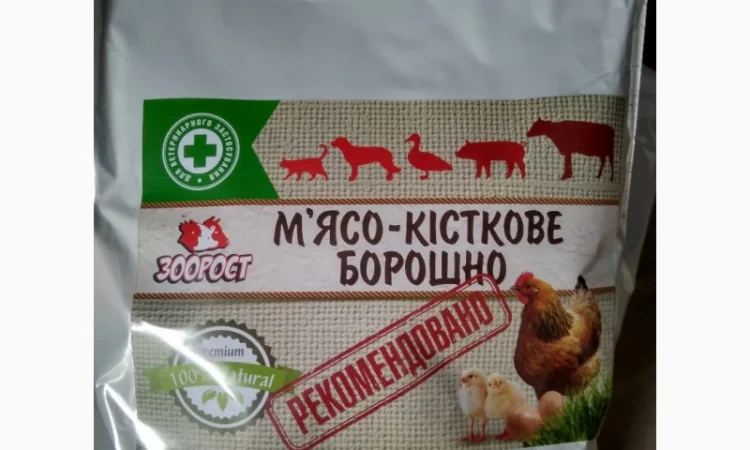 ДЛЯ ВЕТЕРИНАРНОГО ЗАСТОСУВАННЯ
ЗООРОСТ
М'ЯСО-КІСТКОВЕ
БОРОШНО
РЕКОМЕНДОВАНО
Premium
100% Natural